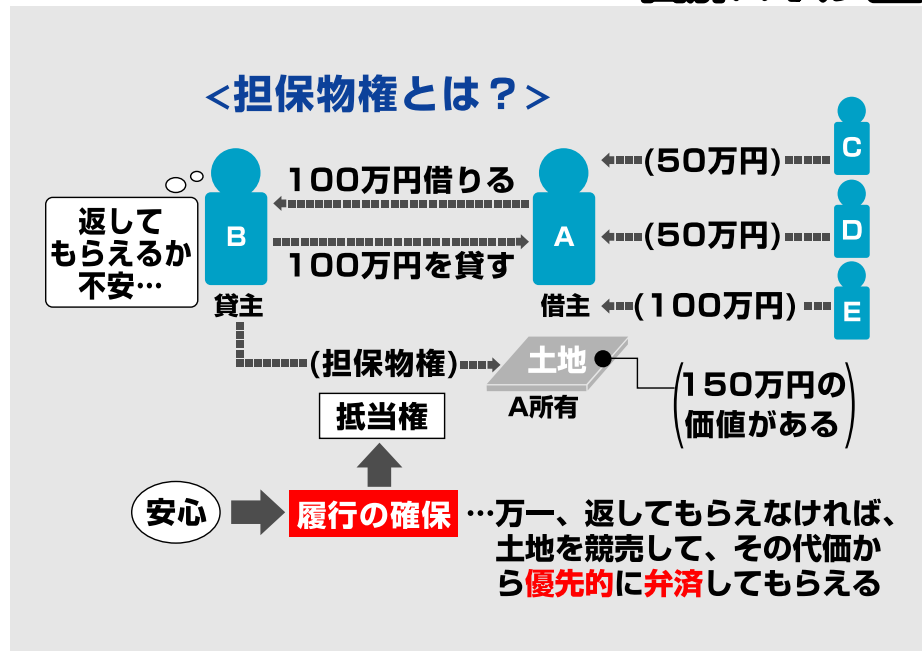 <担保物権とは？>
C
(50万円)
100万円借りる
返して
もらえるか
不安…
B
A
(50万円)
D
100万円を貸す
貸主
借主
(100万円)
E
(担保物権)
土地
A所有
150万円の
価値がある
抵当権
安心
履行の確保
…万一、返してもらえなければ、
土地を競売して、その代価か
ら優先的に弁済してもらえる